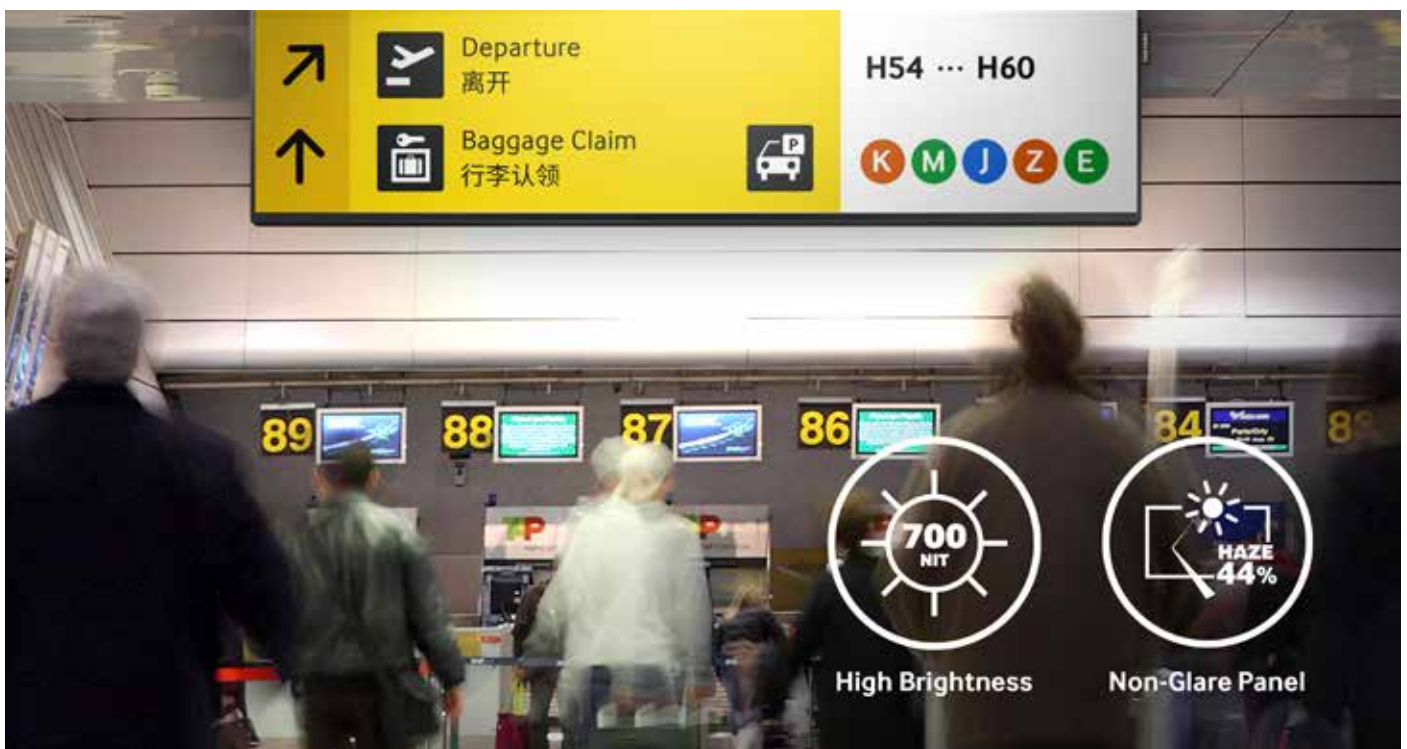 Departure
离开
H54 ··· H60
Baggage Claim
行李认领
P
K M J Z E
89
88
87
86
84
P
700
NIT
HAZE
44%
High Brightness
Non-Glare Panel